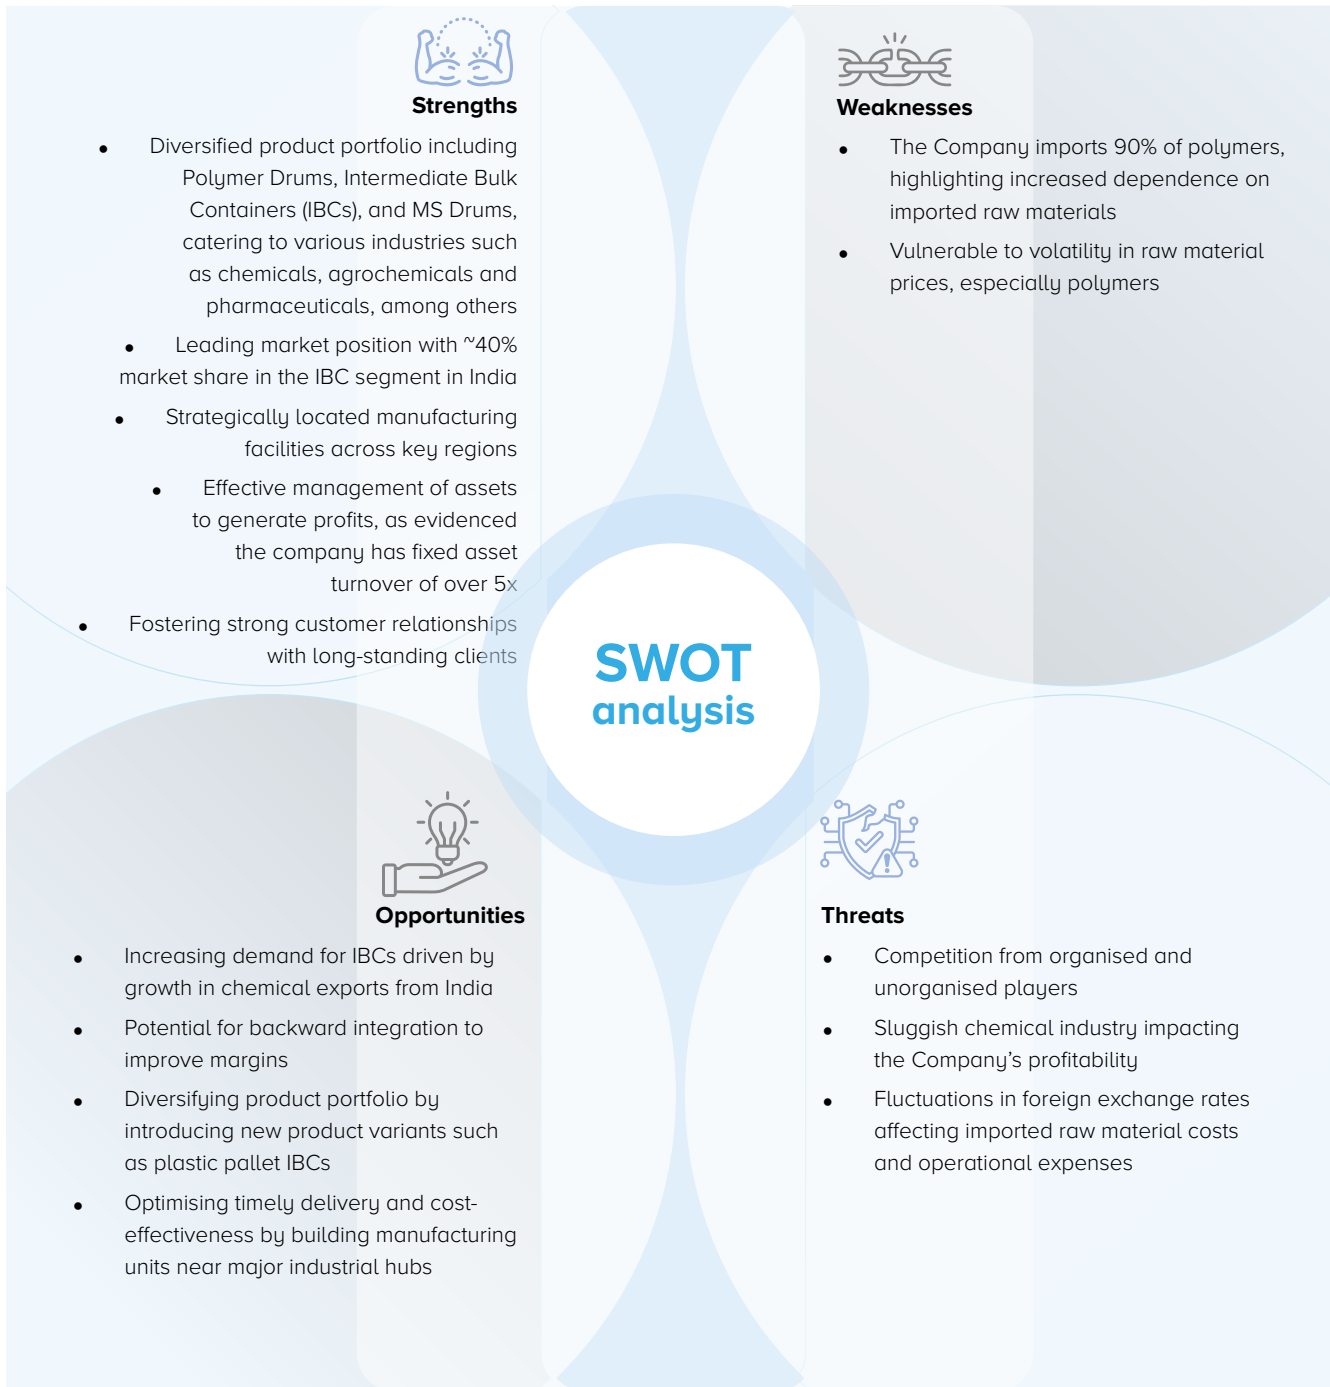 Strengths
• Diversified product portfolio including
Polymer Drums, Intermediate Bulk
Containers (IBCs), and MS Drums,
catering to various industries such
as chemicals, agrochemicals and
pharmaceuticals, among others
• Leading market position with ~40%
market share in the IBC segment in India
• Strategically located manufacturing
facilities across key regions
• Effective management of assets
to generate profits, as evidenced
the company has fixed asset
turnover of over 5x
• Fostering strong customer relationships
with long-standing clients
Weaknesses
• The Company imports 90% of polymers,
highlighting increased dependence on
imported raw materials
• Vulnerable to volatility in raw material
prices, especially polymers
SWOT
analysis
Opportunities
• Increasing demand for IBCs driven by
growth in chemical exports from India
• Potential for backward integration to
improve margins
• Diversifying product portfolio by
introducing new product variants such
as plastic pallet IBCs
• Optimising timely delivery and cost-
effectiveness by building manufacturing
units near major industrial hubs
Threats
• Competition from organised and
unorganised players
• Sluggish chemical industry impacting
the Company's profitability
• Fluctuations in foreign exchange rates
affecting imported raw material costs
and operational expenses